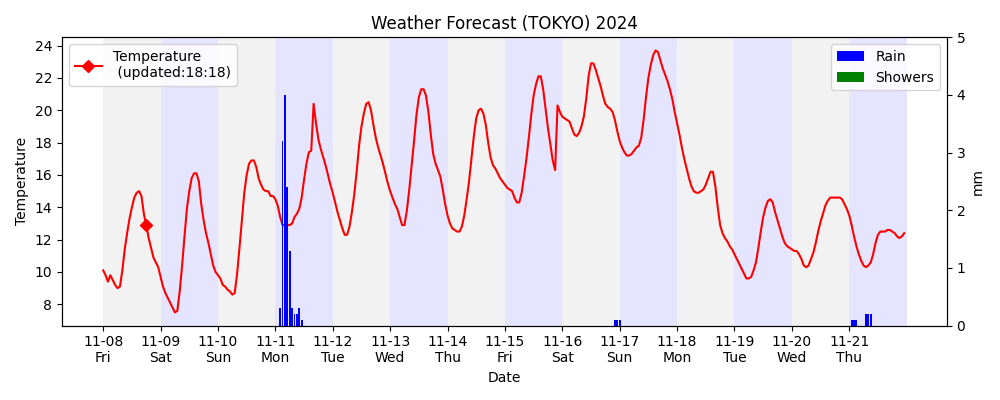 Weather Forecast (TOKYO) 2024
Temperature
(updated:18:18)
Rain
Showers
Temperature
24
22
20
18
16
14
12
10
8
5
4
3
2
1
0
mm
11-08 11-09 11-10 11-11 11-12 11-13 11-14 11-15 11-16 11-17 11-18 11-19 11-20 11-21
Fri Sat Sun Mon Tue Wed Thu Fri Sat Sun Mon Tue Wed Thu
Date